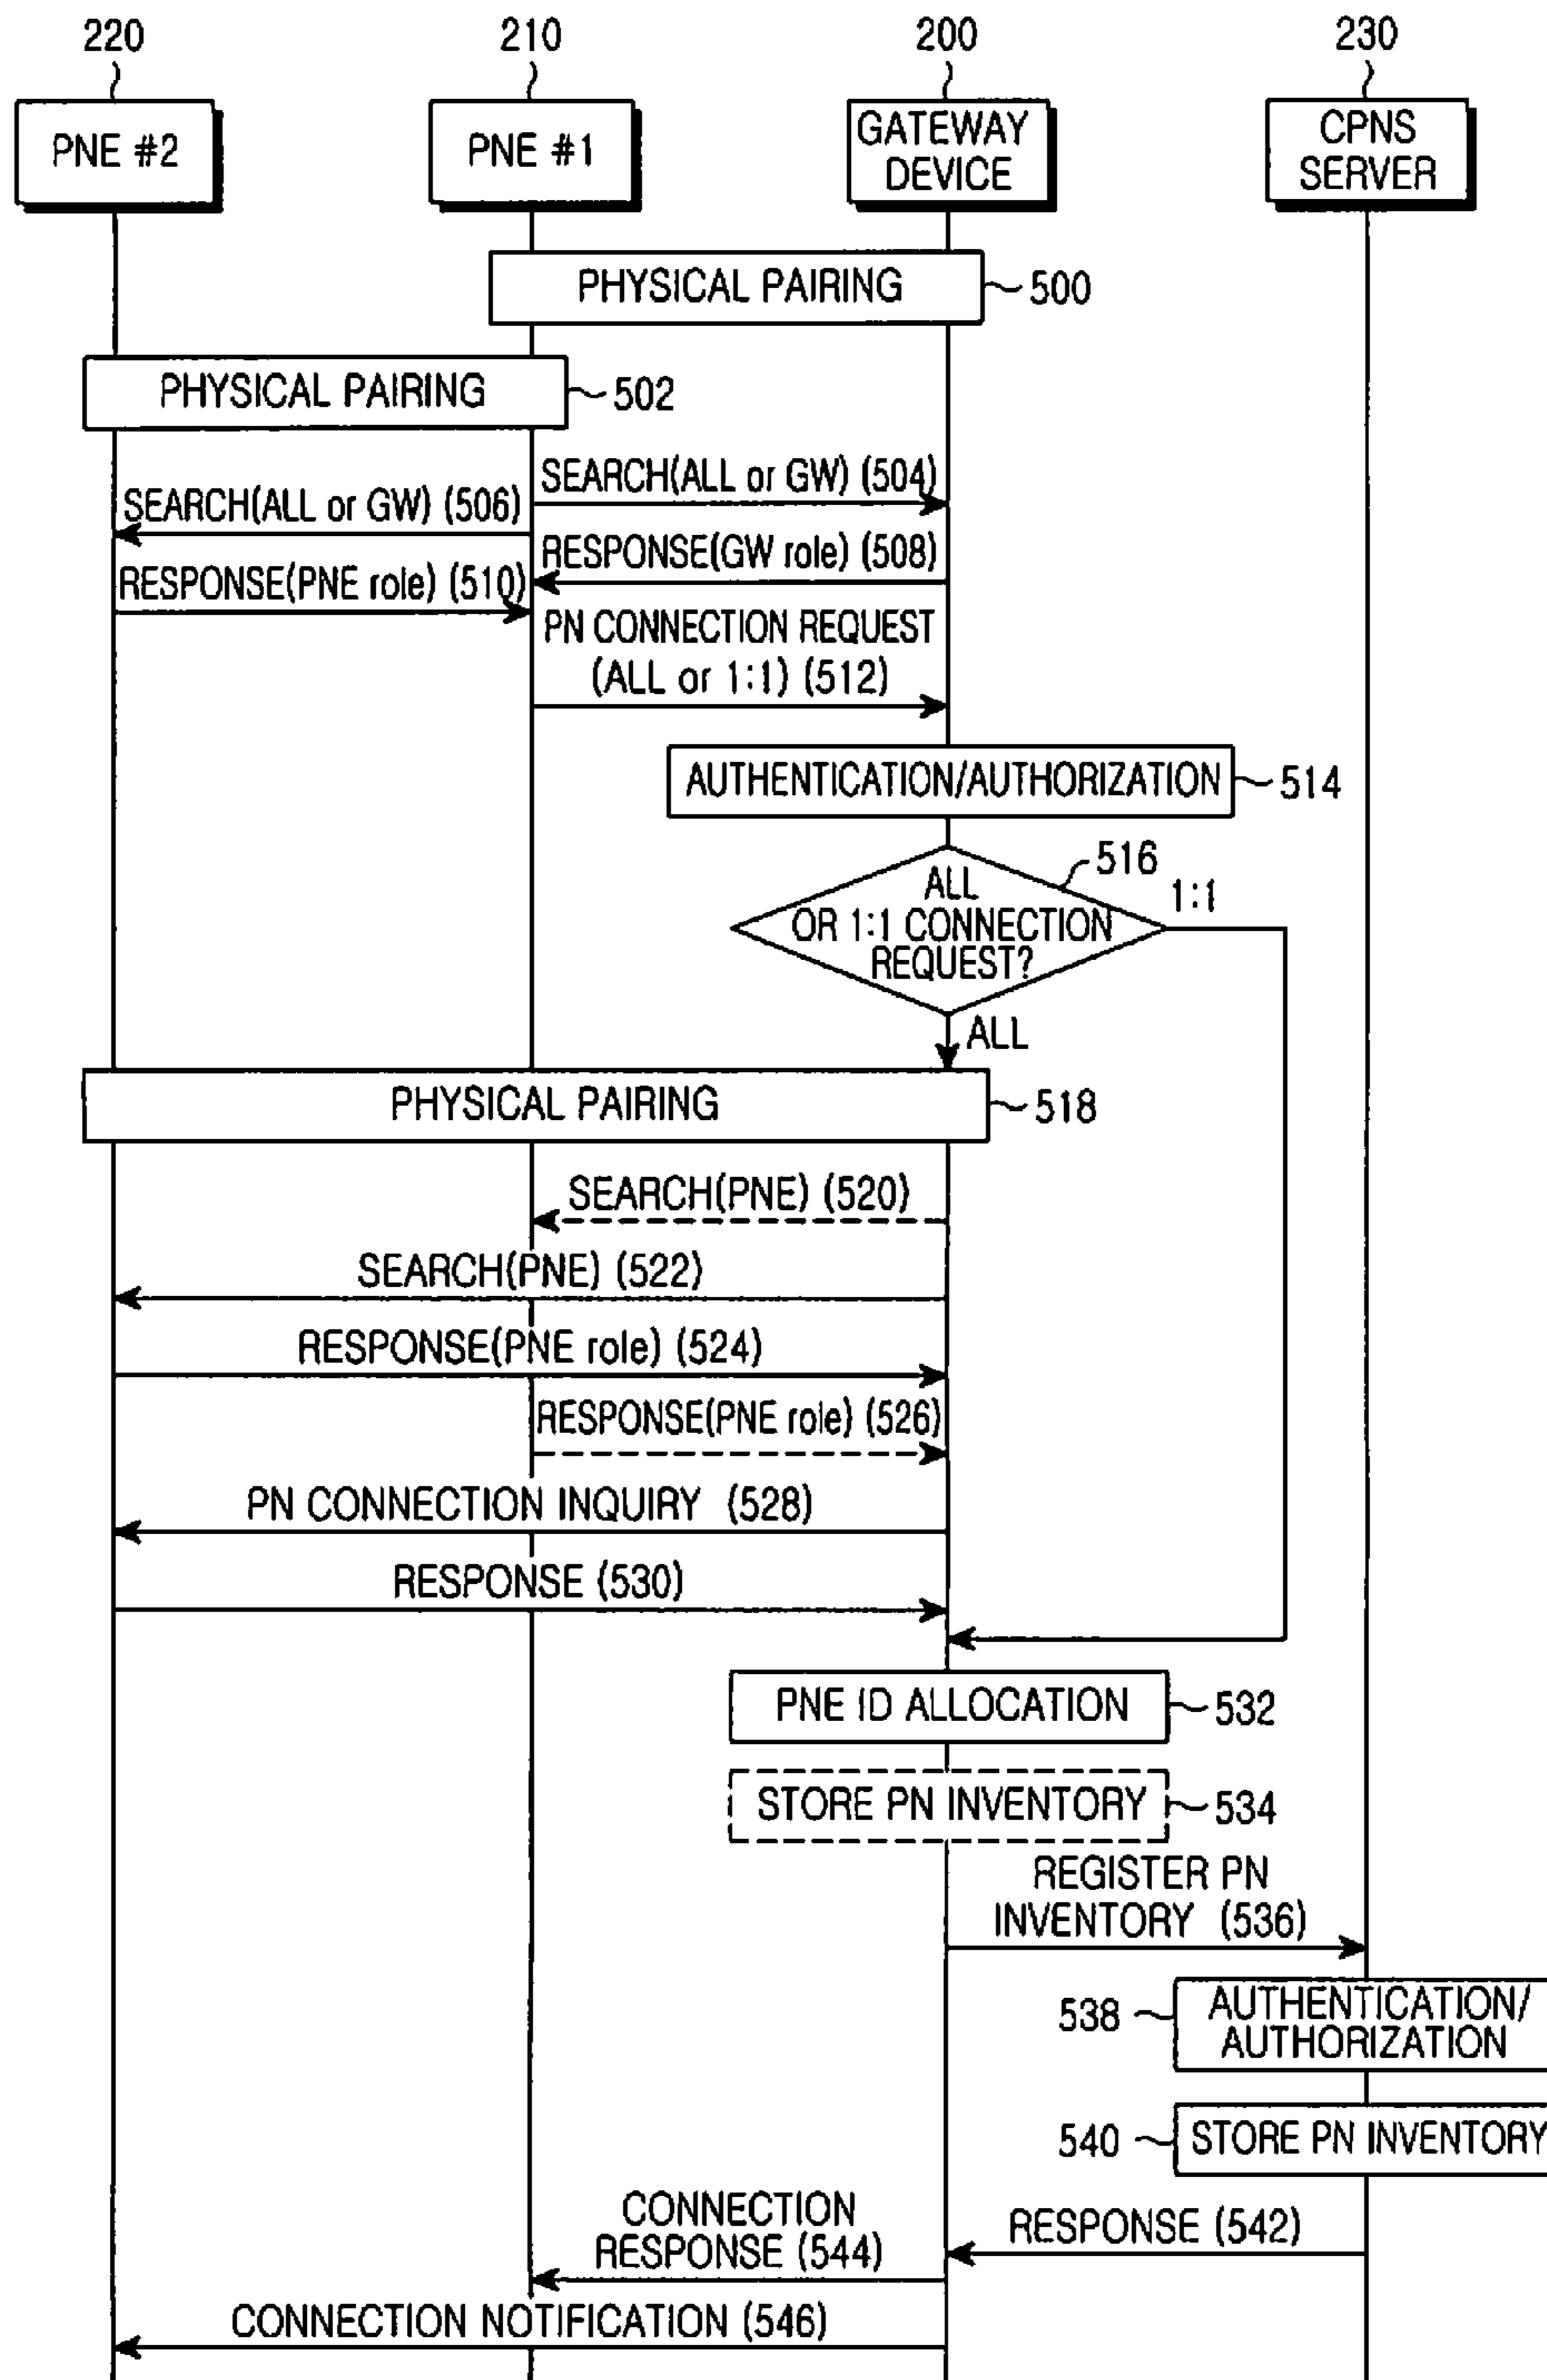 220
210
200
230
PNE #2
PNE #1
GATEWAY
DEVICE
CPNS
SERVER
PHYSICAL PAIRING
500
PHYSICAL PAIRING
502
SEARCH(ALL or GW) (504)
SEARCH(ALL or GW) (506)
RESPONSE(GW role) (508)
RESPONSE(PNE role) (510)
PN CONNECTION REQUEST
(ALL or 1:1) (512)
AUTHENTICATION/AUTHORIZATION
514
516
ALL
OR 1:1 CONNECTION
REQUEST?
1:1
ALL
PHYSICAL PAIRING
518
SEARCH(PNE) (520)
SEARCH(PNE) (522)
RESPONSE(PNE role) (524)
RESPONSE(PNE role) (526)
PN CONNECTION INQUIRY (528)
RESPONSE (530)
PNE ID ALLOCATION
532
STORE PN INVENTORY
534
REGISTER PN
INVENTORY (536)
538
AUTHENTICATION/
AUTHORIZATION
540
STORE PN INVENTORY
CONNECTION
RESPONSE (544)
RESPONSE (542)
CONNECTION NOTIFICATION (546)